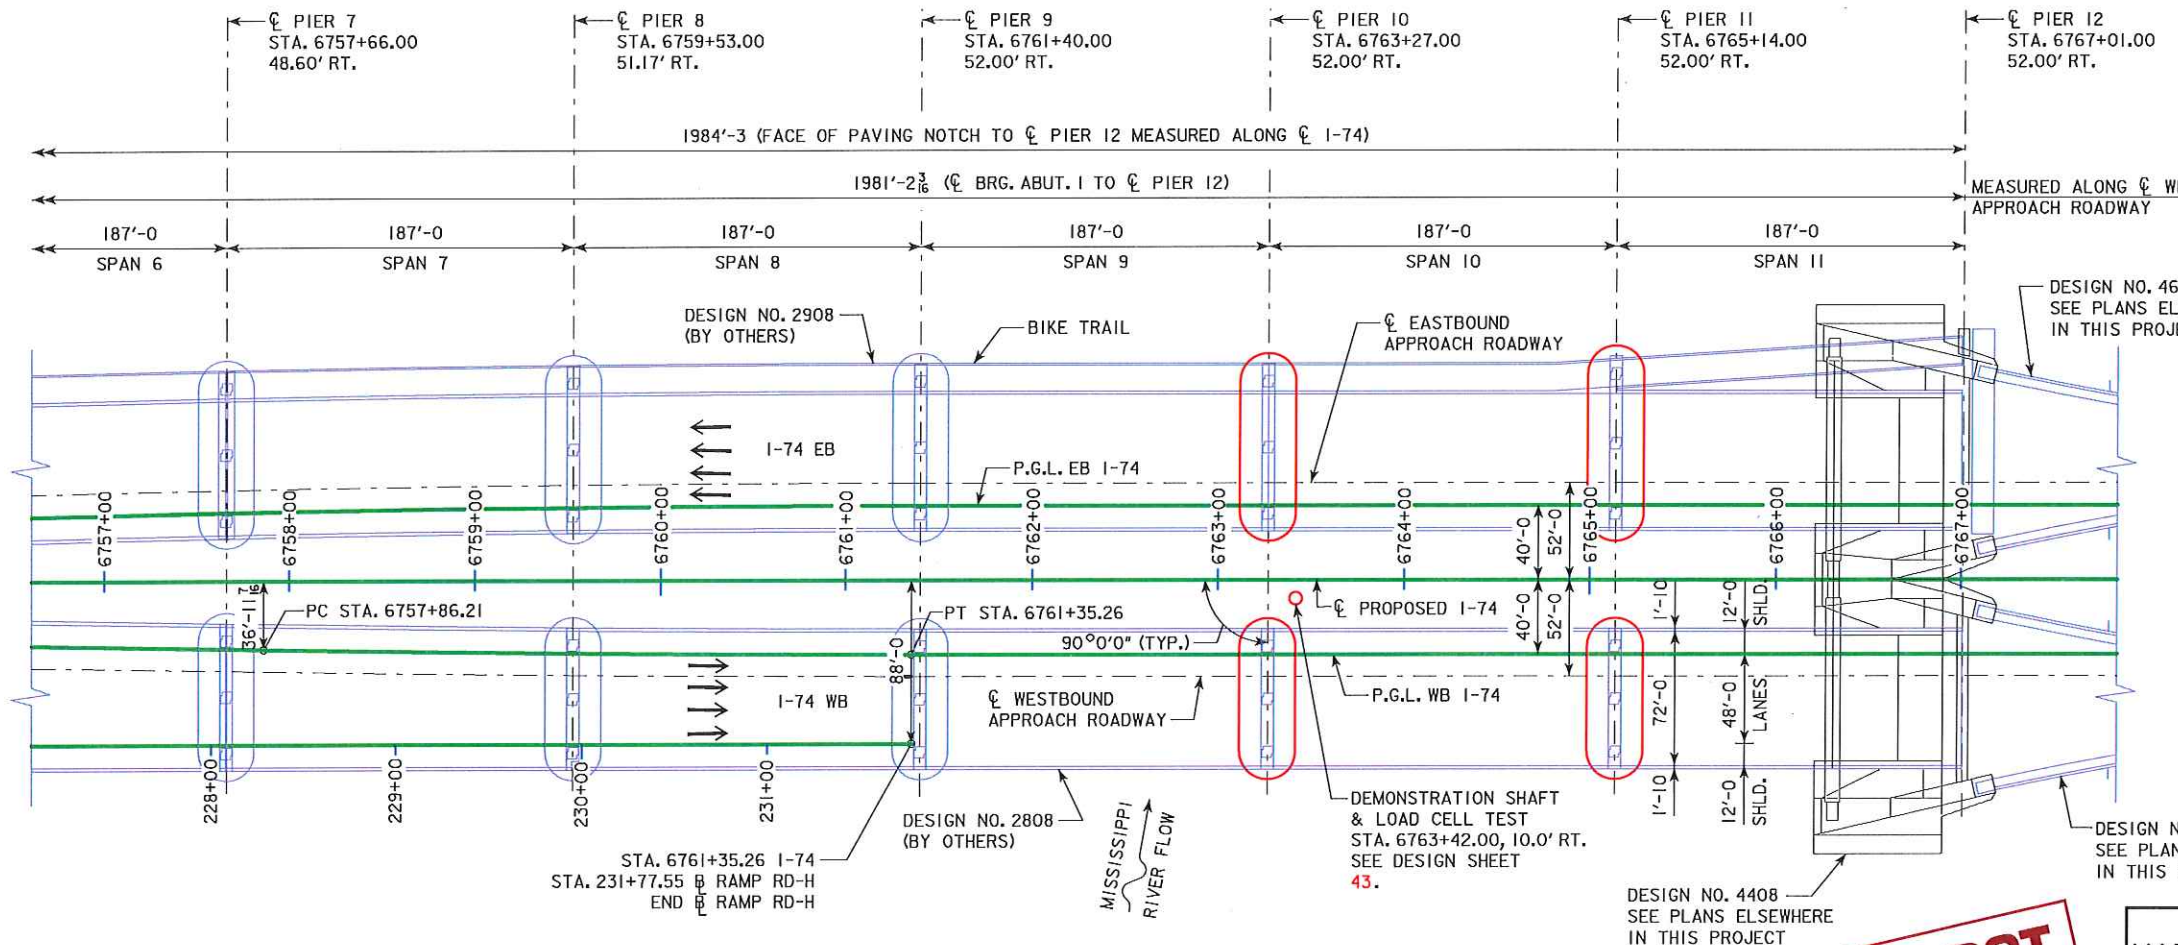 ℄ PIER 7
STA. 6757+66.00
48.60' RT.
℄ PIER 8
STA. 6759+53.00
51.17' RT.
℄ PIER 9
STA. 6761+40.00
52.00' RT.
℄ PIER 10
STA. 6763+27.00
52.00' RT.
℄ PIER 11
STA. 6765+14.00
52.00' RT.
℄ PIER 12
STA. 6767+01.00
52.00' RT.
1984'-3 (FACE OF PAVING NOTCH TO ℄ PIER 12 MEASURED ALONG ℄ I-74)
1981'-2 3/16 (℄ BRG. ABUT. 1 TO ℄ PIER 12)
MEASURED ALONG ℄
APPROACH ROADWAY
187'-0
187'-0
187'-0
187'-0
187'-0
187'-0
SPAN 6
SPAN 7
SPAN 8
SPAN 9
SPAN 10
SPAN 11
DESIGN NO. 2908
(BY OTHERS)
BIKE TRAIL
℄ EASTBOUND
APPROACH ROADWAY
DESIGN NO. 46
SEE PLANS
IN THIS
I-74 EB
P.G.L. EB I-74
6757+00
6758+00
6759+00
6760+00
6761+00
6762+00
6763+00
6764+00
6765+00
6766+00
6767+00
40'-0
52'-0
36'-11 7/16
PC STA. 6757+86.21
PT STA. 6761+35.26
90°0'0" (TYP.)
℄ PROPOSED I-74
40'-0
52'-0
1'-10
12'-0
SHLD.
88'-0
I-74 WB
℄ WESTBOUND
APPROACH ROADWAY
P.G.L. WB I-74
72'-0
48'-0
LANES
228+00
229+00
230+00
231+00
1'-10
12'-0
SHLD.
DESIGN NO. 2808
(BY OTHERS)
MISSISSIPPI
RIVER FLOW
DEMONSTRATION SHAFT
& LOAD CELL TEST
STA. 6763+42.00, 10.0' RT.
SEE DESIGN SHEET
43.
STA. 6761+35.26 I-74
STA. 231+77.55 B̲L RAMP RD-H
END B̲L RAMP RD-H
DESIGN
SEE
IN THIS
DESIGN NO. 4408
SEE PLANS ELSEWHERE
IN THIS PROJECT